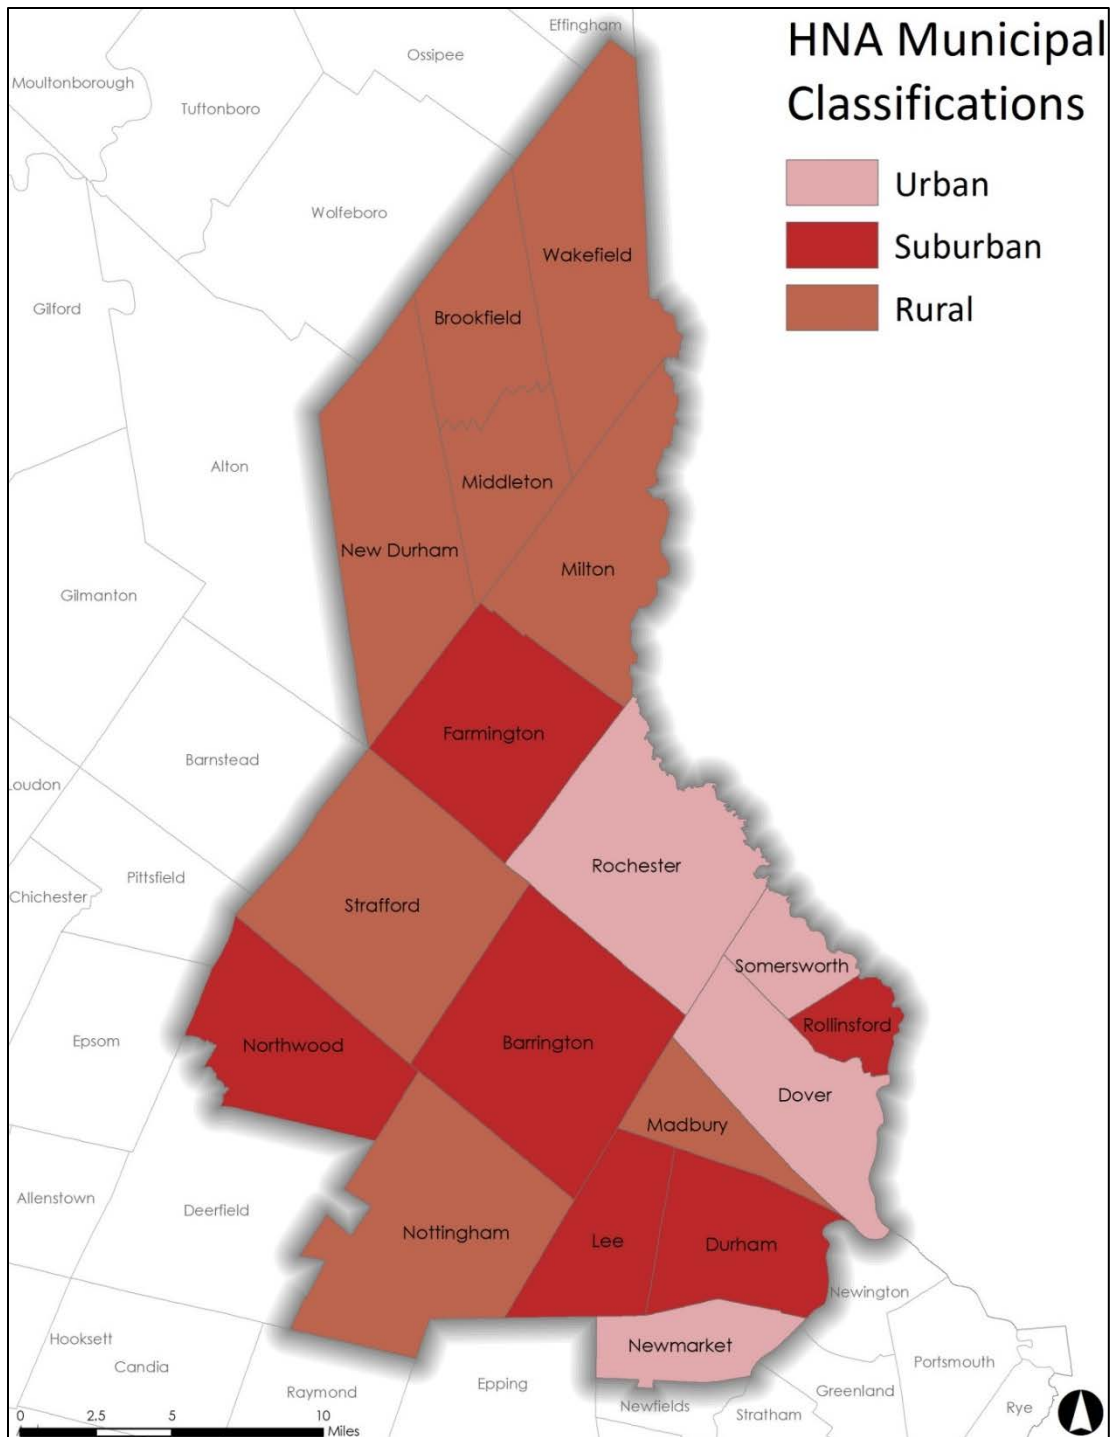 HNA Municipal
Classifications
Urban
Suburban
Rural
Effingham
Ossipee
Moultonborough
Tuftonboro
Wolfeboro
Wakefield
Gilford
Brookfield
Alton
Middleton
New Durham
Milton
Gilmanton
Farmington
Barnstead
Loudon
Rochester
Pittsfield
Chichester
Strafford
Somersworth
Rollinsford
Epsom
Northwood
Barrington
Dover
Madbury
Allenstown
Deerfield
Nottingham
Lee
Durham
Newington
Hooksett
Newmarket
Candia
Portsmouth
Raymond
Epping
Greenland
Newfields
Stratham
Rye
0 2.5 5 10
Miles